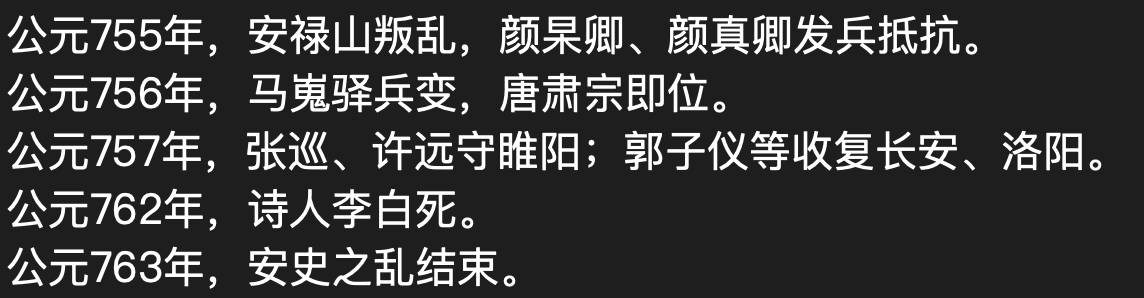 公元755年，安禄山叛乱，颜杲卿、颜真卿发兵抵抗。
公元756年，马嵬驿兵变，唐肃宗即位。
公元757年，张巡、许远守睢阳；郭子仪等收复长安、洛阳。
公元762年，诗人李白死。
公元763年，安史之乱结束。